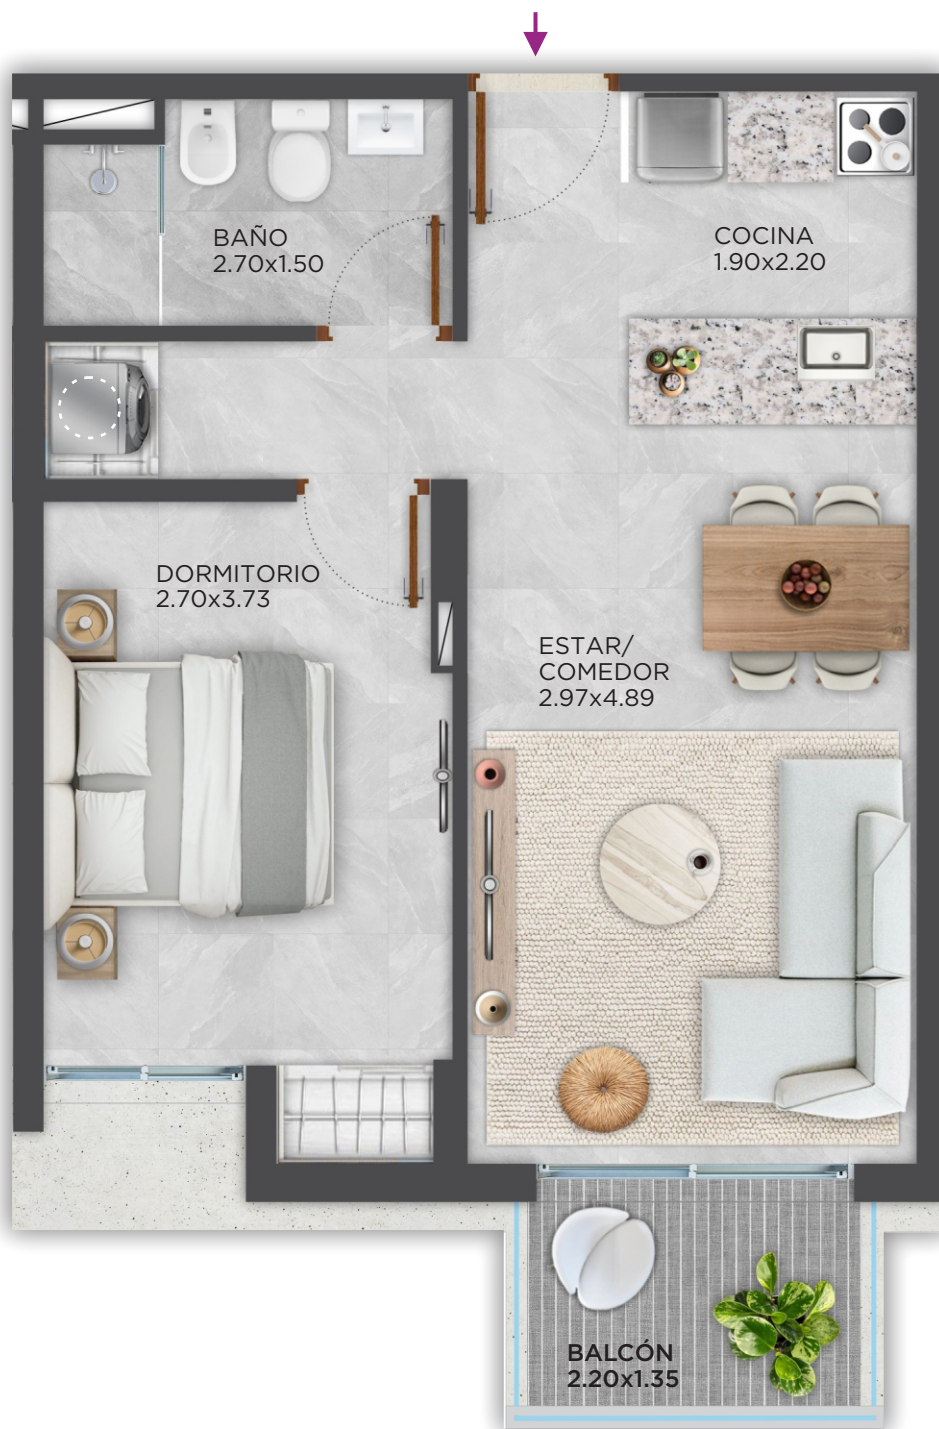 BAÑO
2.70x1.50
COCINA
1.90x2.20
DORMITORIO
2.70x3.73
ESTAR/
COMEDOR
2.97x4.89
BALCÓN
2.20x1.35